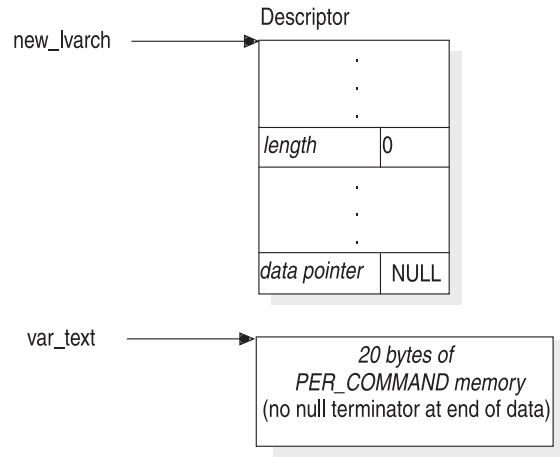 Descriptor
new_lvarch
.
.
.
length 0
.
.
.
data pointer NULL
var_text
20 bytes of
PER_COMMAND memory
(no null terminator at end of data)